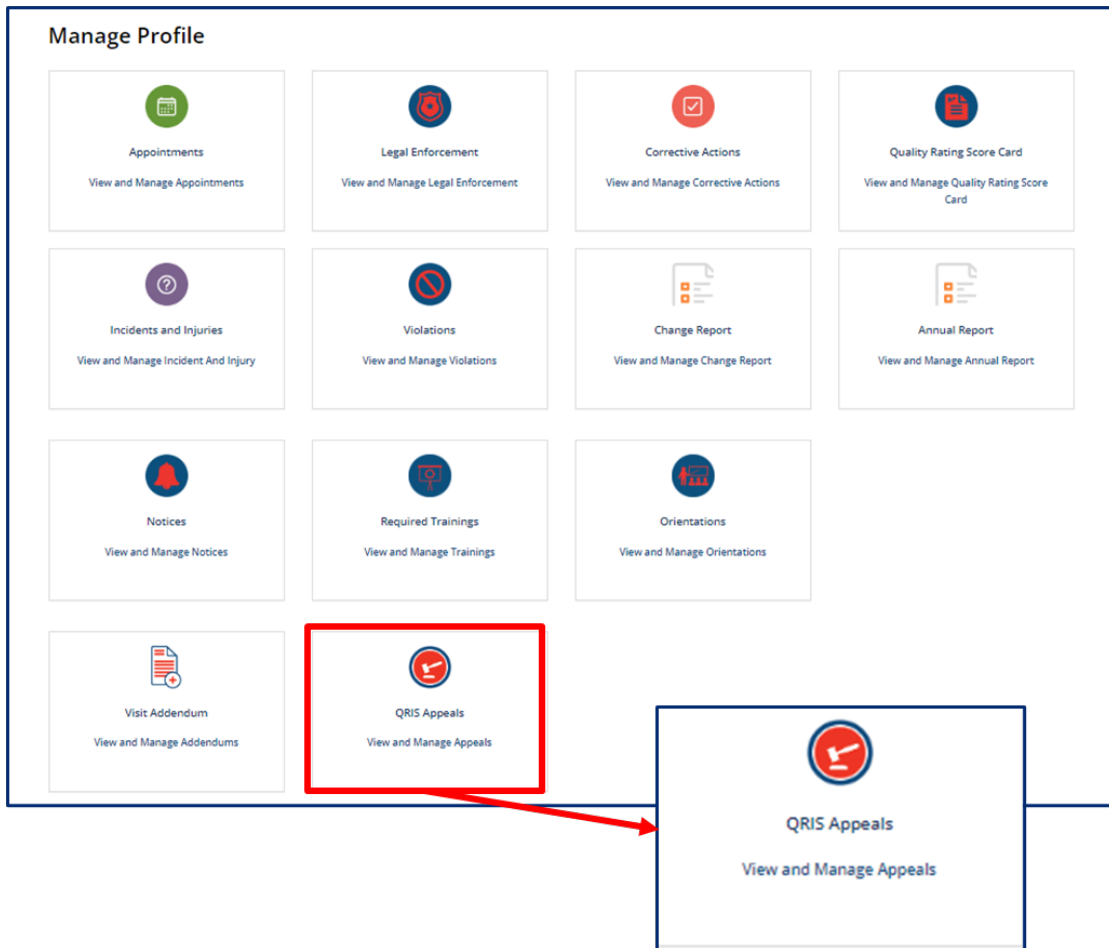 Manage Profile
Appointments
View and Manage Appointments
Legal Enforcement
View and Manage Legal Enforcement
Corrective Actions
View and Manage Corrective Actions
Quality Rating Score Card
View and Manage Quality Rating Score
Card
Incidents and Injuries
View and Manage Incident And Injury
Violations
View and Manage Violations
Change Report
View and Manage Change Report
Annual Report
View and Manage Annual Report
Notices
View and Manage Notices
Required Trainings
View and Manage Trainings
Orientations
View and Manage Orientations
Visit Addendum
View and Manage Addendums
QRIS Appeals
View and Manage Appeals
QRIS Appeals
View and Manage Appeals